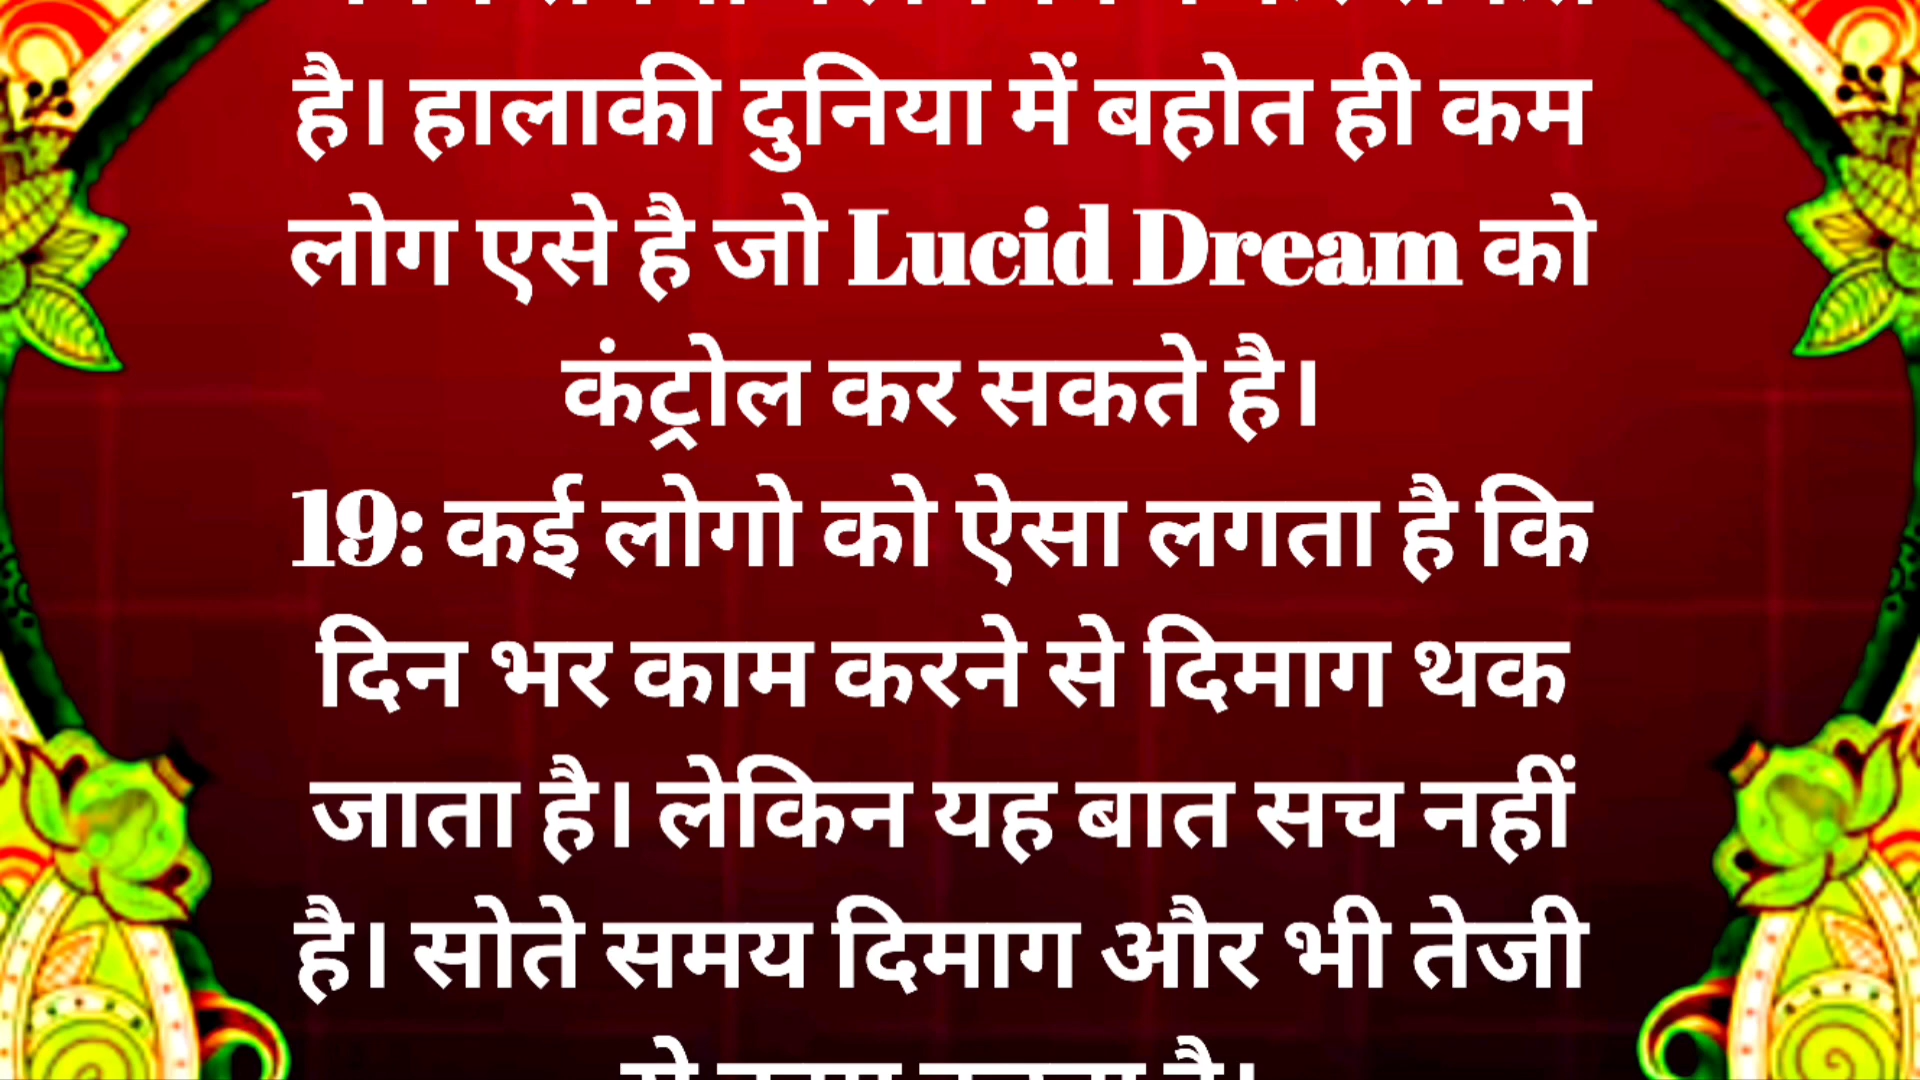 है। हालाकी दुनिया में बहोत ही कम
लोग एसे है जो Lucid Dream को
कंट्रोल कर सकते है।
19: कई लोगो को ऐसा लगता है कि
दिन भर काम करने से दिमाग थक
जाता है। लेकिन यह बात सच नहीं
है। सोते समय दिमाग और भी तेजी